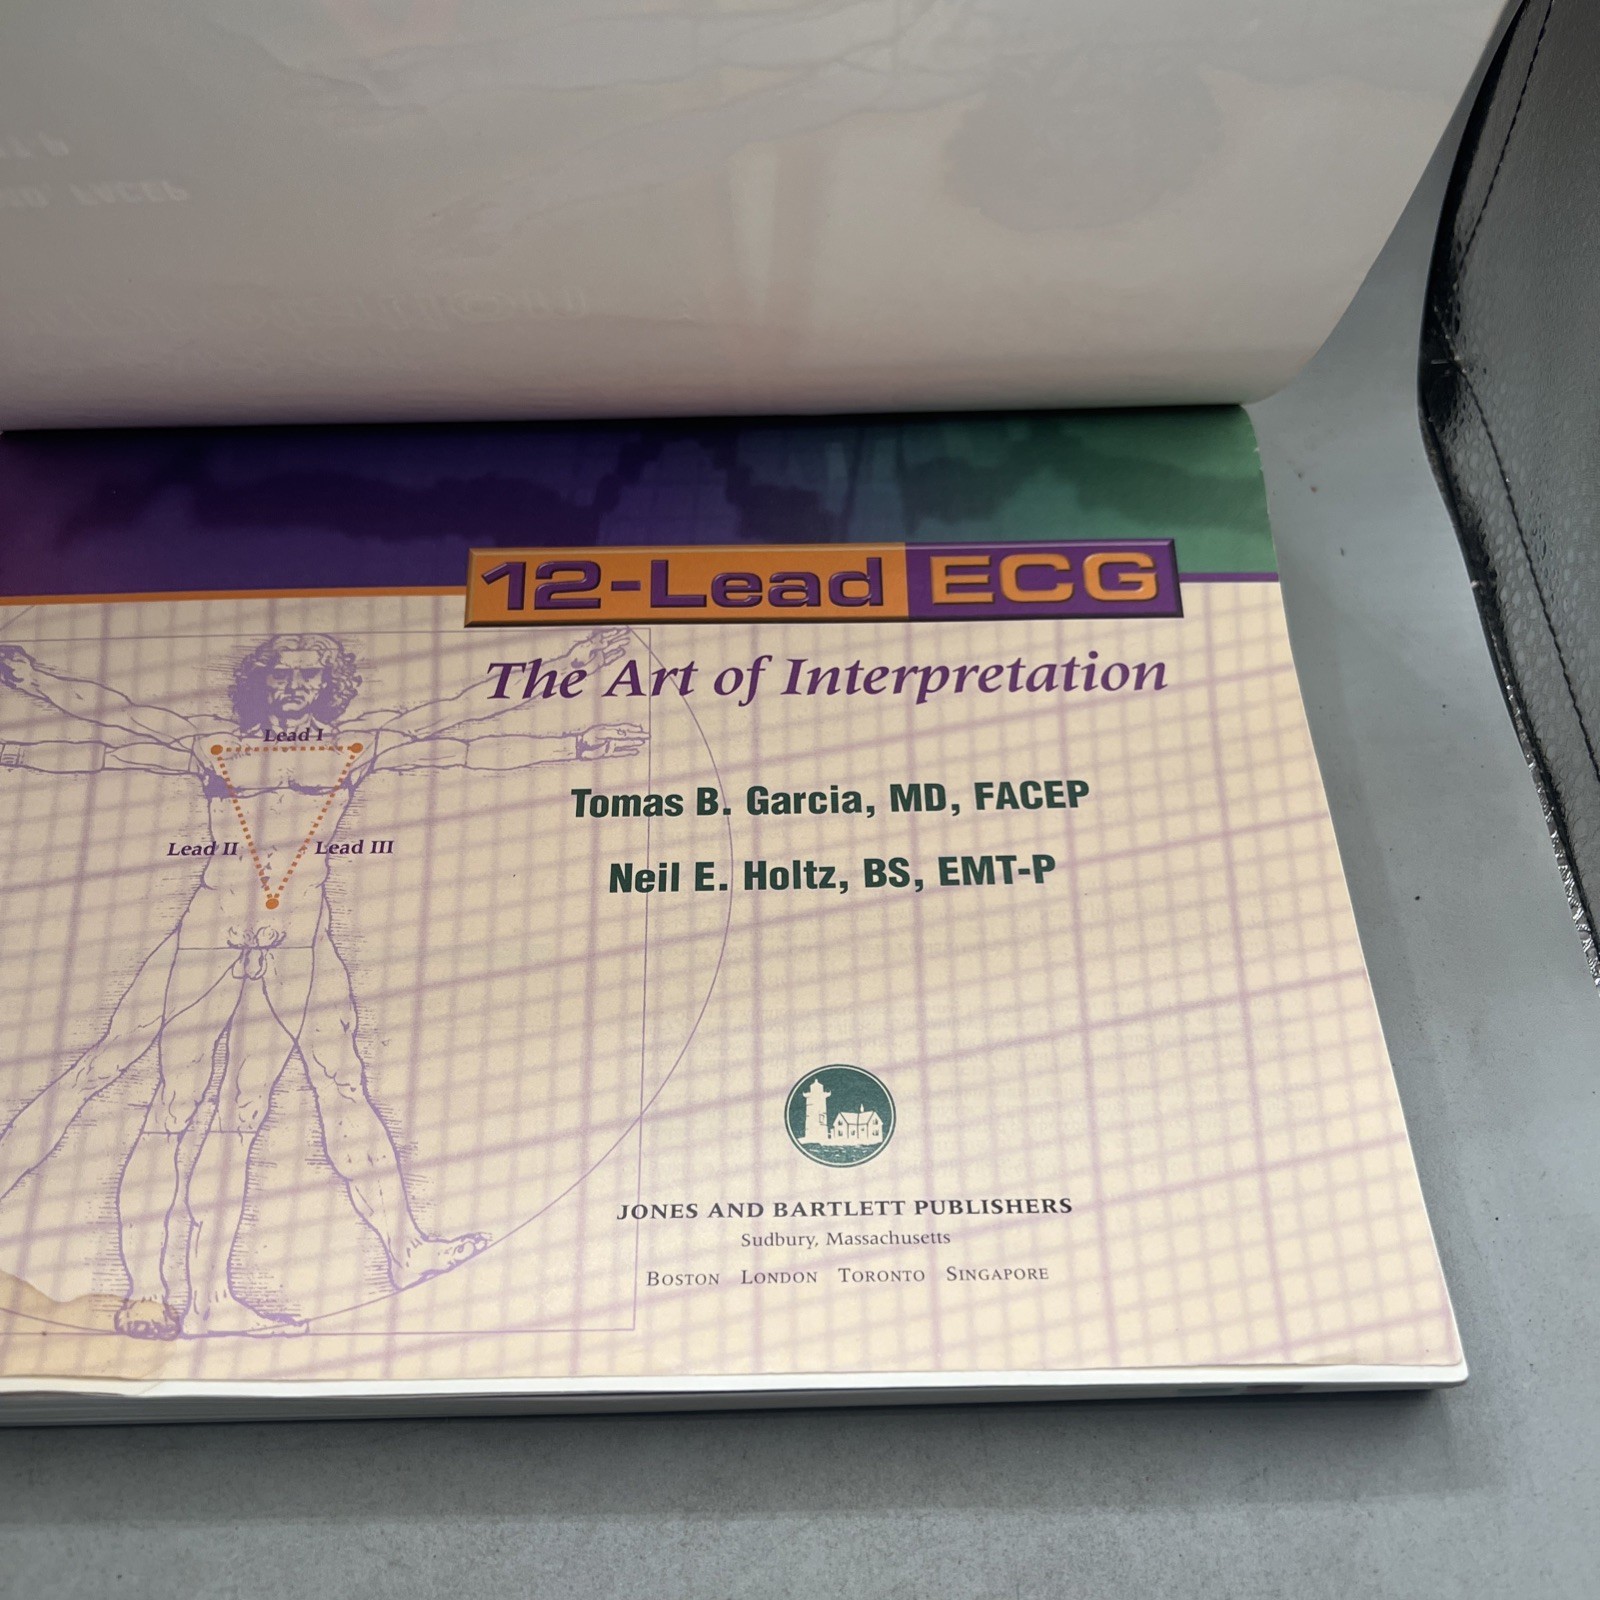 12-Lead ECG
The Art of Interpretation
Lead I
Lead II
Lead III
Tomas B. Garcia, MD, FACEP
Neil E. Holtz, BS, EMT-P
JONES AND BARTLETT PUBLISHERS
Sudbury, Massachusetts
BOSTON LONDON TORONTO SINGAPORE